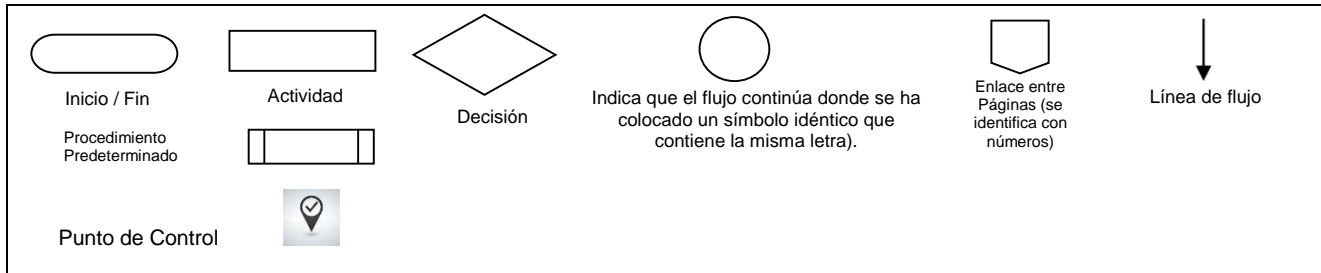 Inicio / Fin
Actividad
Decisión
Indica que el flujo continúa donde se ha
colocado un símbolo idéntico que
contiene la misma letra).
Enlace entre
Páginas (se
identifica con
números)
Línea de flujo
Procedimiento
Predeterminado
Punto de Control